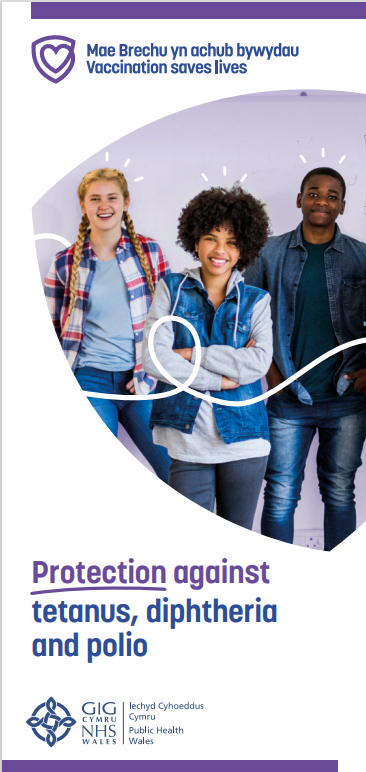 Mae Brechu yn achub bywydau
Vaccination saves lives
Protection against
tetanus, diphtheria
and polio
GIG
CYMRU
NHS
WALES
Iechyd Cyhoeddus
Cymru
Public Health
Wales